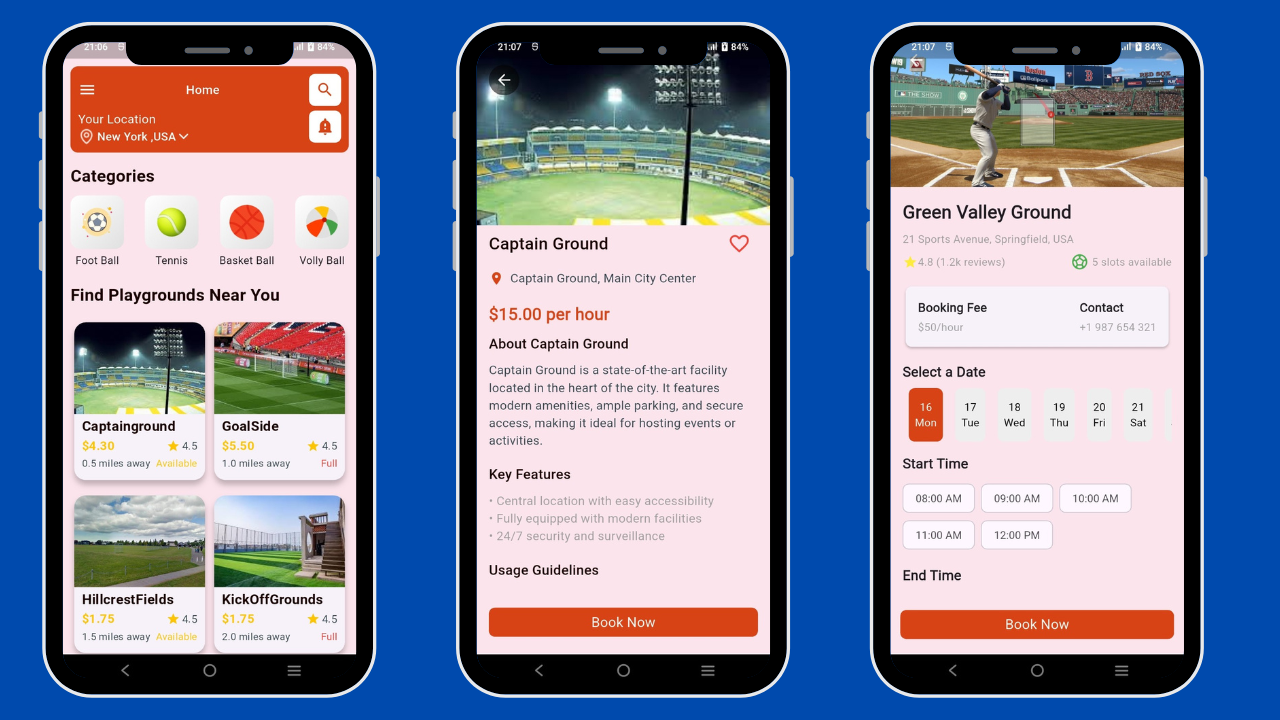 21:06
84%
Home
Your Location
New York ,USA
Categories
Foot Ball
Tennis
Basket Ball
Volly Ball
Find Playgrounds Near You
Captainground
$4.30
4.5
0.5 miles away
Available
GoalSide
$5.50
4.5
1.0 miles away
Full
HillcrestFields
$1.75
4.5
1.5 miles away
Available
KickOffGrounds
$1.75
4.5
2.0 miles away
Full
21:07
84%
Captain Ground
Captain Ground, Main City Center
$15.00 per hour
About Captain Ground
Captain Ground is a state-of-the-art facility
located in the heart of the city. It features
modern amenities, ample parking, and secure
access, making it ideal for hosting events or
activities.
Key Features
• Central location with easy accessibility
• Fully equipped with modern facilities
• 24/7 security and surveillance
Usage Guidelines
Book Now
21:07
84%
Boston
B
RED SOX
THE SHOW
Green Valley Ground
21 Sports Avenue, Springfield, USA
4.8 (1.2k reviews)
5 slots available
Booking Fee
$50/hour
Contact
+1 987 654 321
Select a Date
16
Mon
17
Tue
18
Wed
19
Thu
20
Fri
21
Sat
Start Time
08:00 AM
09:00 AM
10:00 AM
11:00 AM
12:00 PM
End Time
Book Now